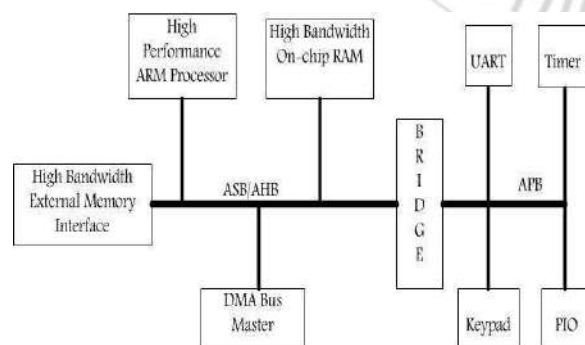 High
Performance
ARM Processor
High Bandwidth
On-chip RAM
UART
Timer
High Bandwidth
External Memory
Interface
ASB/AHB
B
R
I
D
G
E
APB
DMA Bus
Master
Keypad
PIO